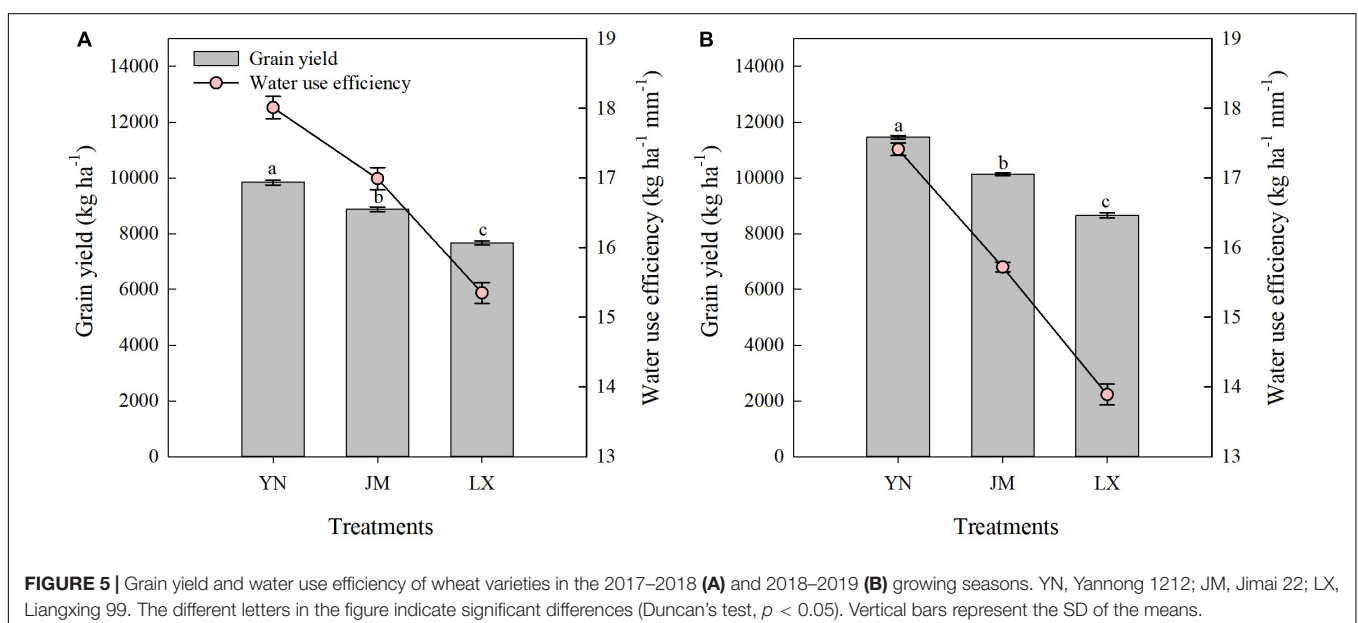 A
B
Grain yield
Water use efficiency
14000
12000
10000
8000
6000
4000
2000
0
Grain yield (kg ha⁻¹)
19
18
17
16
15
14
13
Water use efficiency (kg ha⁻¹ mm⁻¹)
a
b
c
YN JM LX
Treatments
14000
12000
10000
8000
6000
4000
2000
0
Grain yield (kg ha⁻¹)
19
18
17
16
15
14
13
Water use efficiency (kg ha⁻¹ mm⁻¹)
a
b
c
YN JM LX
Treatments
FIGURE 5 | Grain yield and water use efficiency of wheat varieties in the 2017–2018 (A) and 2018–2019 (B) growing seasons. YN, Yannong 1212; JM, Jimai 22; LX,
Liangxing 99. The different letters in the figure indicate significant differences (Duncan's test, p < 0.05). Vertical bars represent the SD of the means.